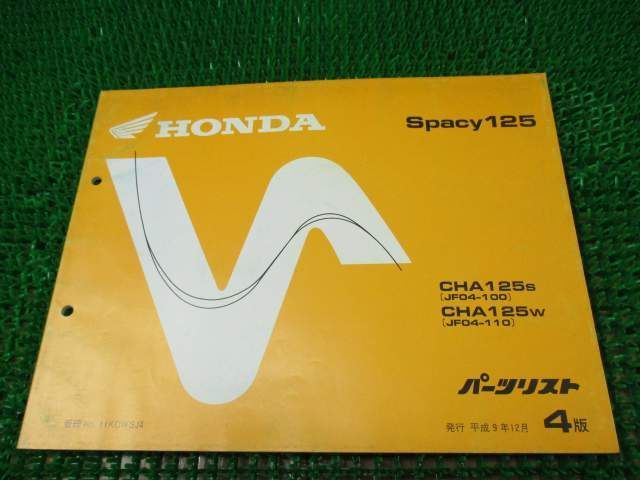 HONDA
Spacy125
CHA125S
(JF04-100)
CHA125W
(JF04-110)
パーツリスト
発行 平成9年12月 4版